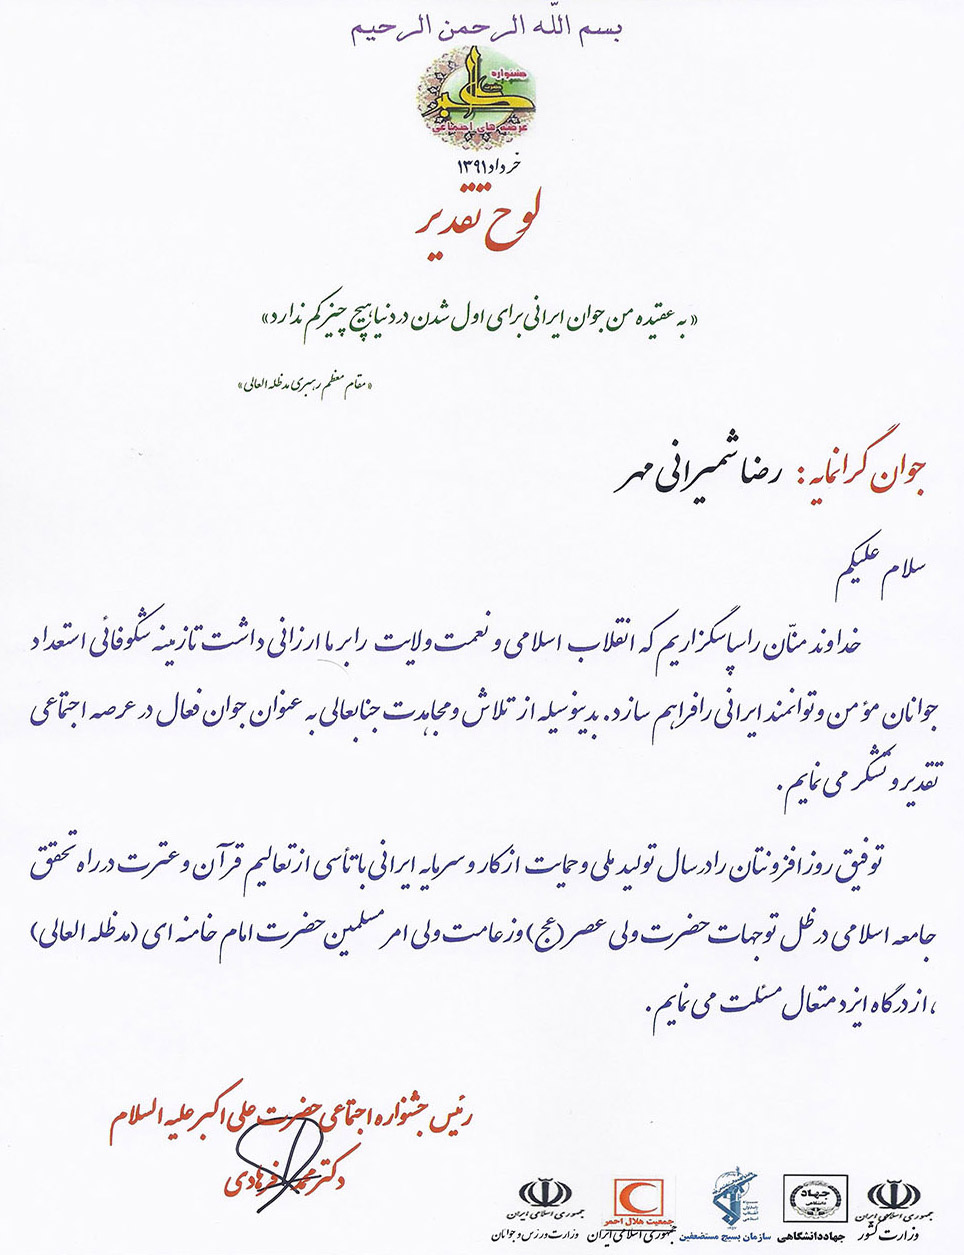 بسم اللّه الرحمن الرحیم
جشنواره
علی اکبر
عرصه های اجتماعی
خرداد ۱۳۹۱
لوح تقدیر
«به عقیده من جوان ایرانی برای اول شدن در دنیا هیچ چیز کم ندارد»
«مقام معظم رهبری مدظله العالی»
جوان گرانمایه : رضا شمیرانی مهر
سلام علیکم
خداوند منّان را سپاسگزاریم که انقلاب اسلامی و نعمت ولایت را بر ما ارزانی داشت تا زمینه شکوفائی استعداد
جوانان مؤمن و توانمند ایرانی را فراهم سازد. بدینوسیله از تلاش و مجاهدت جنابعالی به عنوان جوان فعال در عرصه اجتماعی
تقدیر و تشکر می نمایم.
توفیق روز افزونتان را در سال تولید ملی و حمایت از کار و سرمایه ایرانی با تأسی از تعالیم قرآن و عترت در راه تحقق
جامعه اسلامی در ظل توجهات حضرت ولی عصر (عج) و زعامت ولی امر مسلمین حضرت امام خامنه ای (مدظله العالی)
، از درگاه ایزد متعال مسئلت می نمایم.
رئیس جشنواره اجتماعی حضرت علی اکبر علیه السلام
دکتر محمد فرهادی
جمهوری اسلامی ایران
وزارت کشور
جهاد
دانشگاهی
جهاددانشگاهی
سازمان بسیج مستضعفین
جمعیت هلال احمر
جمهوری اسلامی ایران
جمهوری اسلامی ایران
وزارت ورزش و جوانان